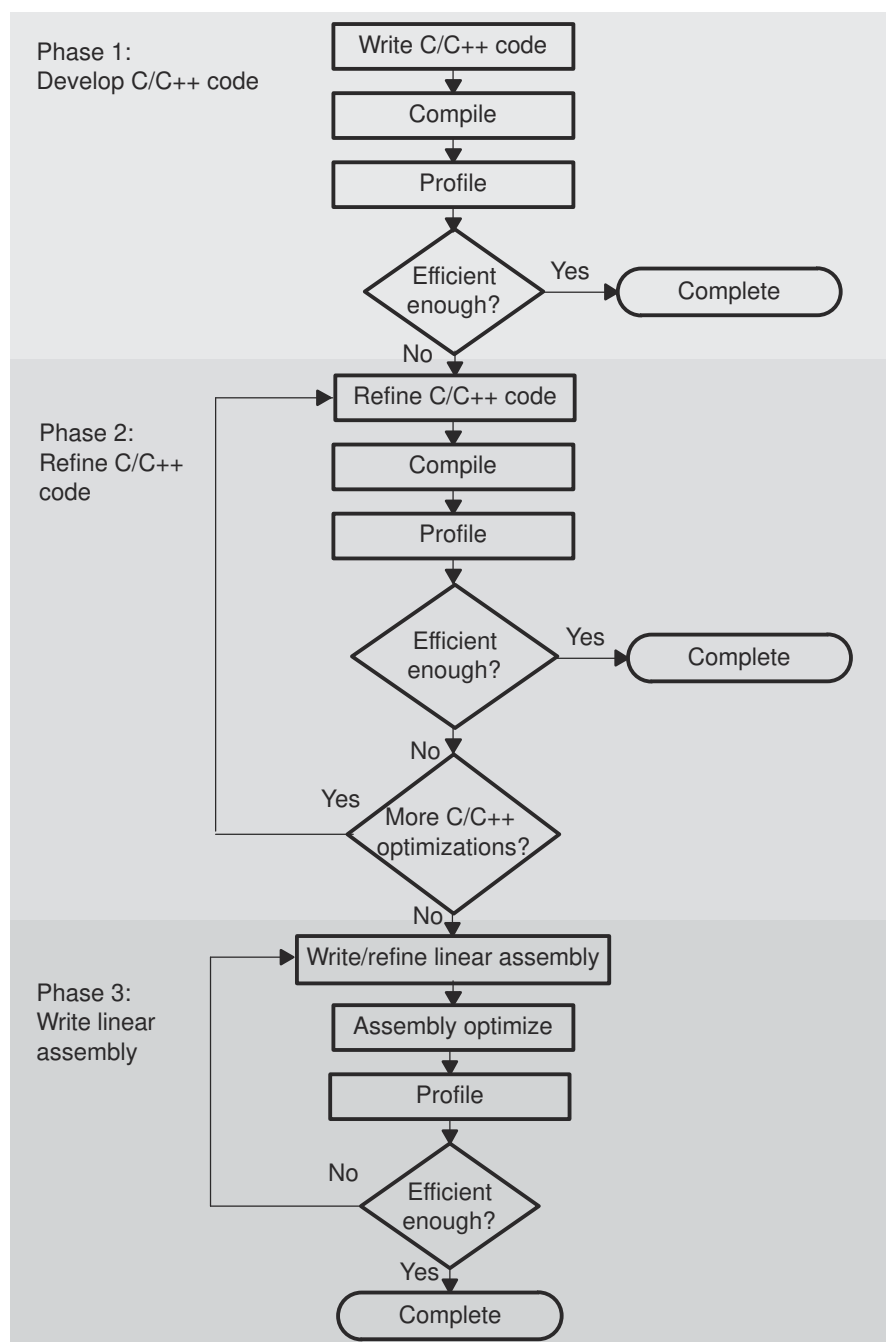 Phase 1:
Develop C/C++ code
Write C/C++ code
Compile
Profile
Efficient
enough?
Yes
Complete
No
Phase 2:
Refine C/C++
code
Refine C/C++ code
Compile
Profile
Efficient
enough?
Yes
Complete
No
Yes
More C/C++
optimizations?
No
Phase 3:
Write linear
assembly
Write/refine linear assembly
Assembly optimize
Profile
No
Efficient
enough?
Yes
Complete